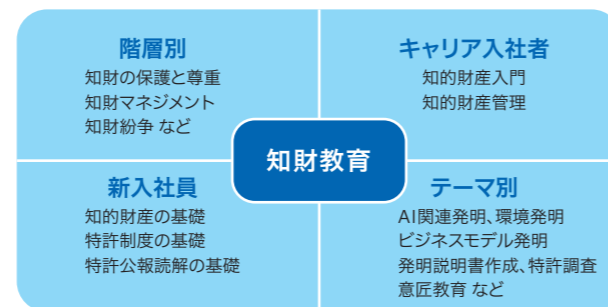 階層別
知財の保護と尊重
知財マネジメント
知財紛争 など
キャリア入社者
知的財産入門
知的財産管理
知財教育
新入社員
知的財産の基礎
特許制度の基礎
特許公報読解の基礎
テーマ別
AI関連発明、環境発明
ビジネスモデル発明
発明説明書作成、特許調査
意匠教育 など